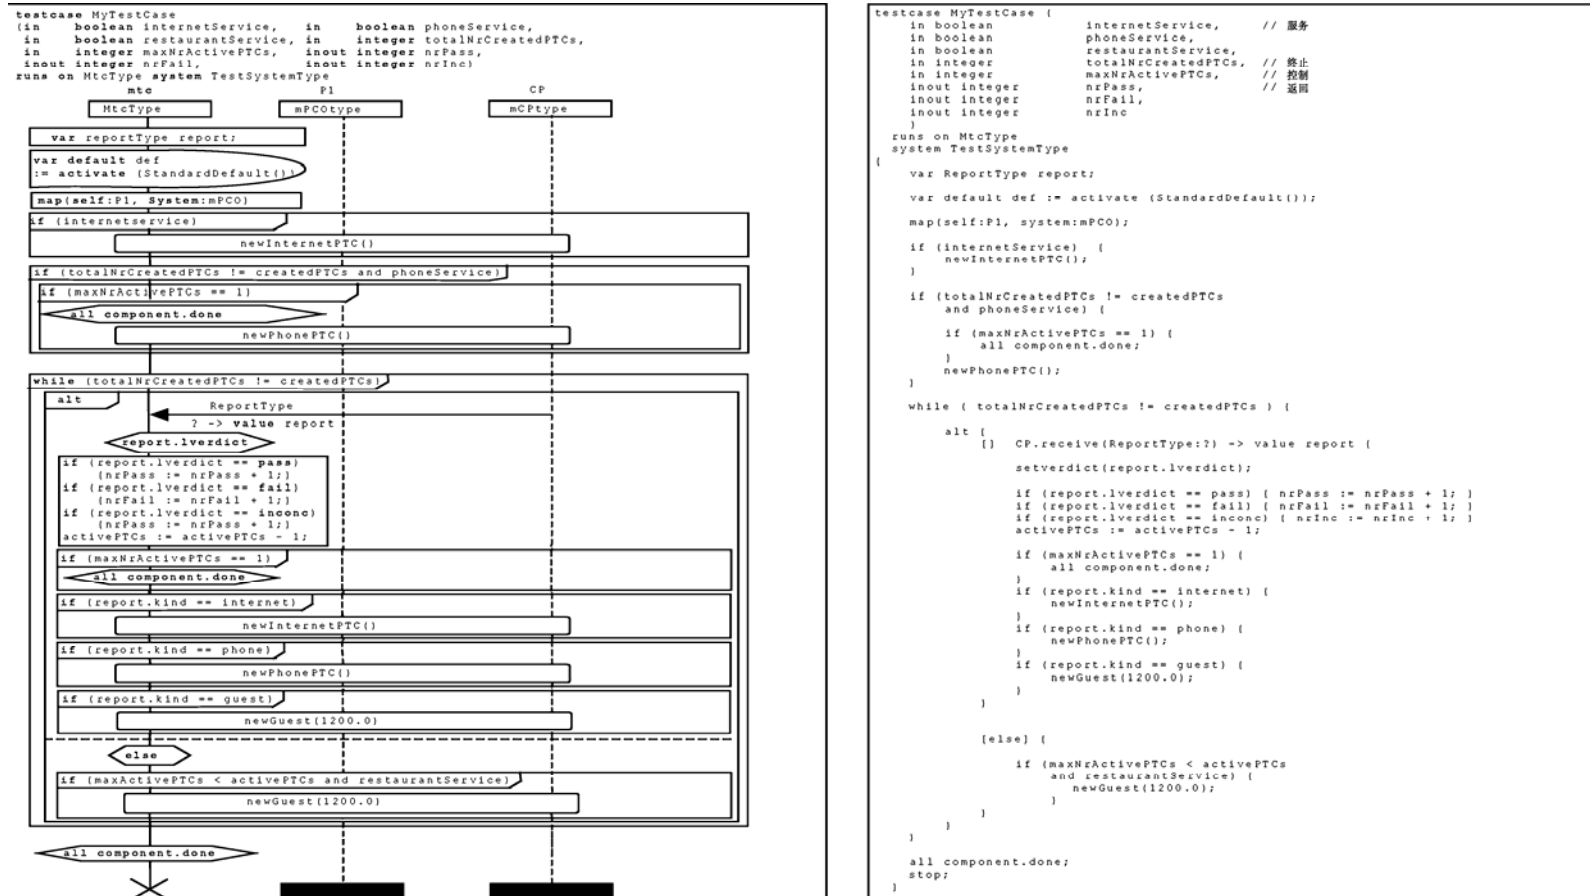 testcase MyTestCase
(in boolean internetService, in boolean phoneService,
in boolean restaurantService, in integer totalNrCreatedPTCs,
in integer maxNrActivePTCs, inout integer nrPass,
inout integer nrFail, inout integer nrInc)
runs on MtcType system TestSystemType
mtc P1 CP
MtcType mPCOtype mCPtype
var reportType report;
var default def
:= activate (StandardDefault())
map(self:P1, System:mPCO)
if (internetservice)
newInternetPTC()
if (totalNrCreatedPTCs != createdPTCs and phoneService)
if (maxNrActivePTCs == 1)
all component.done
newPhonePTC()
while (totalNrCreatedPTCs != createdPTCs)
alt
ReportType
? -> value report
report.lverdict
if (report.lverdict == pass)
{nrPass := nrPass + 1;}
if (report.lverdict == fail)
{nrFail := nrFail + 1;}
if (report.lverdict == inconc)
{nrPass := nrPass + 1;}
activePTCs := activePTCs - 1;
if (maxNrActivePTCs == 1)
all component.done
if (report.kind == internet)
newInternetPTC()
if (report.kind == phone)
newPhonePTC()
if (report.kind == guest)
newGuest(1200.0)
else
if (maxActivePTCs < activePTCs and restaurantService)
newGuest(1200.0)
all component.done
testcase MyTestCase (
in boolean internetService, // 服务
in boolean phoneService,
in boolean restaurantService,
in integer totalNrCreatedPTCs, // 终止
in integer maxNrActivePTCs, // 控制
inout integer nrPass, // 返回
inout integer nrFail,
inout integer nrInc
)
runs on MtcType
system TestSystemType
{
var ReportType report;
var default def := activate (StandardDefault());
map(self:P1, system:mPCO);
if (internetService) {
newInternetPTC();
}
if (totalNrCreatedPTCs != createdPTCs
and phoneService) {
if (maxNrActivePTCs == 1) {
all component.done;
}
newPhonePTC();
}
while ( totalNrCreatedPTCs != createdPTCs ) {
alt {
[] CP.receive(ReportType:?) -> value report {
setverdict(report.lverdict);
if (report.lverdict == pass) { nrPass := nrPass + 1; }
if (report.lverdict == fail) { nrFail := nrFail + 1; }
if (report.lverdict == inconc) { nrInc := nrInc + 1; }
activePTCs := activePTCs - 1;
if (maxNrActivePTCs == 1) {
all component.done;
}
if (report.kind == internet) {
newInternetPTC();
}
if (report.kind == phone) {
newPhonePTC();
}
if (report.kind == guest) {
newGuest(1200.0);
}
}
[else] {
if (maxNrActivePTCs < activePTCs
and restaurantService) {
newGuest(1200.0);
}
}
}
}
all component.done;
stop;
}